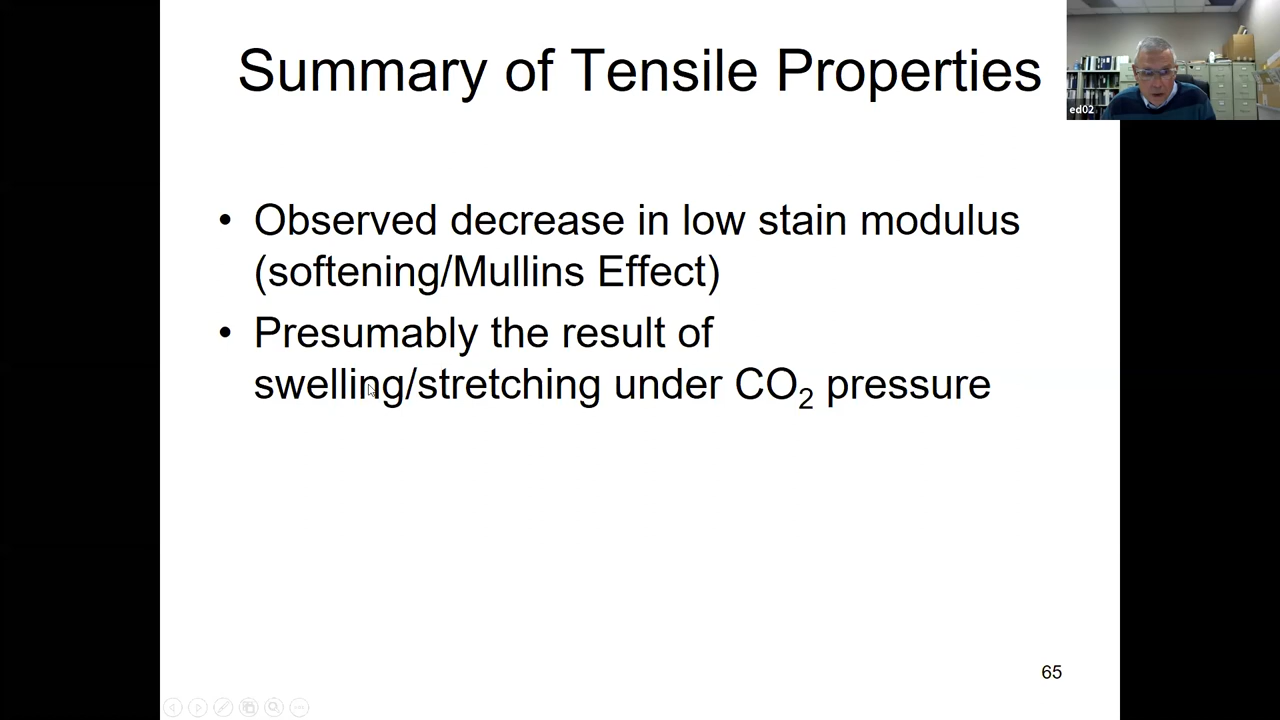 Summary of Tensile Properties
ed02
• Observed decrease in low stain modulus
(softening/Mullins Effect)
• Presumably the result of
swelling/stretching under CO₂ pressure
65